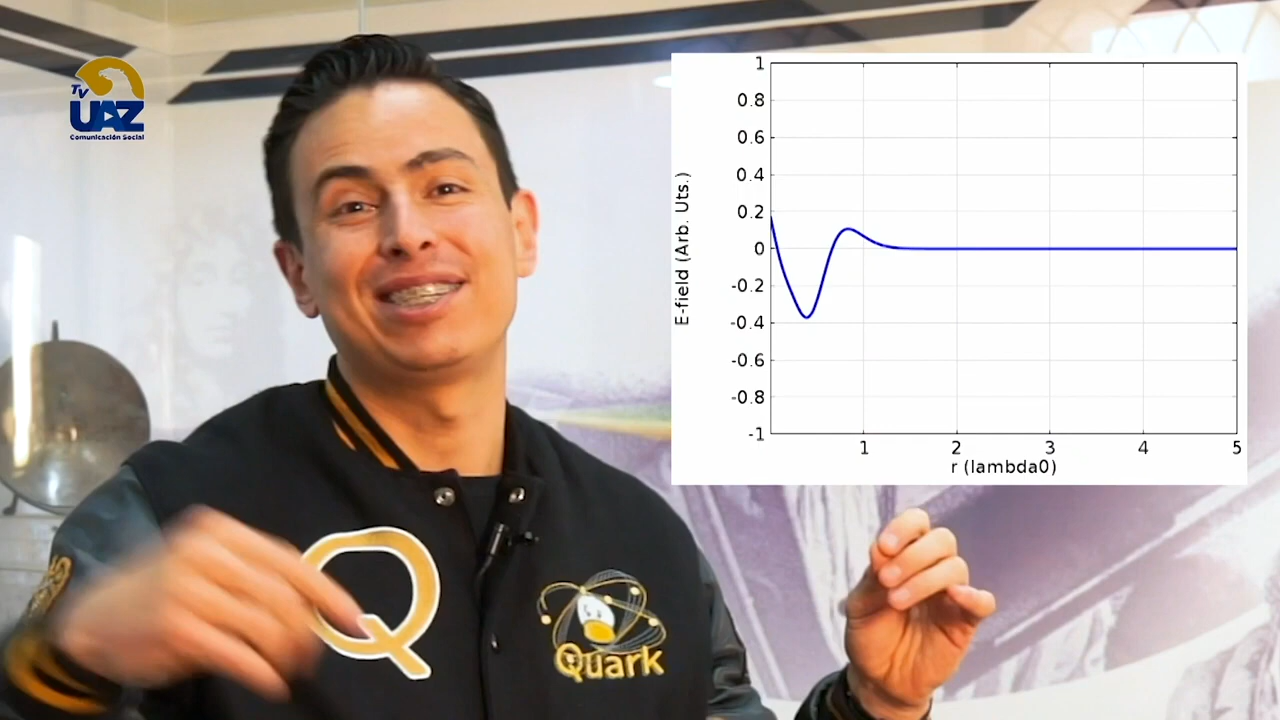 TV
UAZ
Comunicación Social
1
0.8
0.6
0.4
0.2
0
-0.2
-0.4
-0.6
-0.8
-1
E-field (Arb. Uts.)
1 2 3 4 5
r (lambda0)
Q
Quark